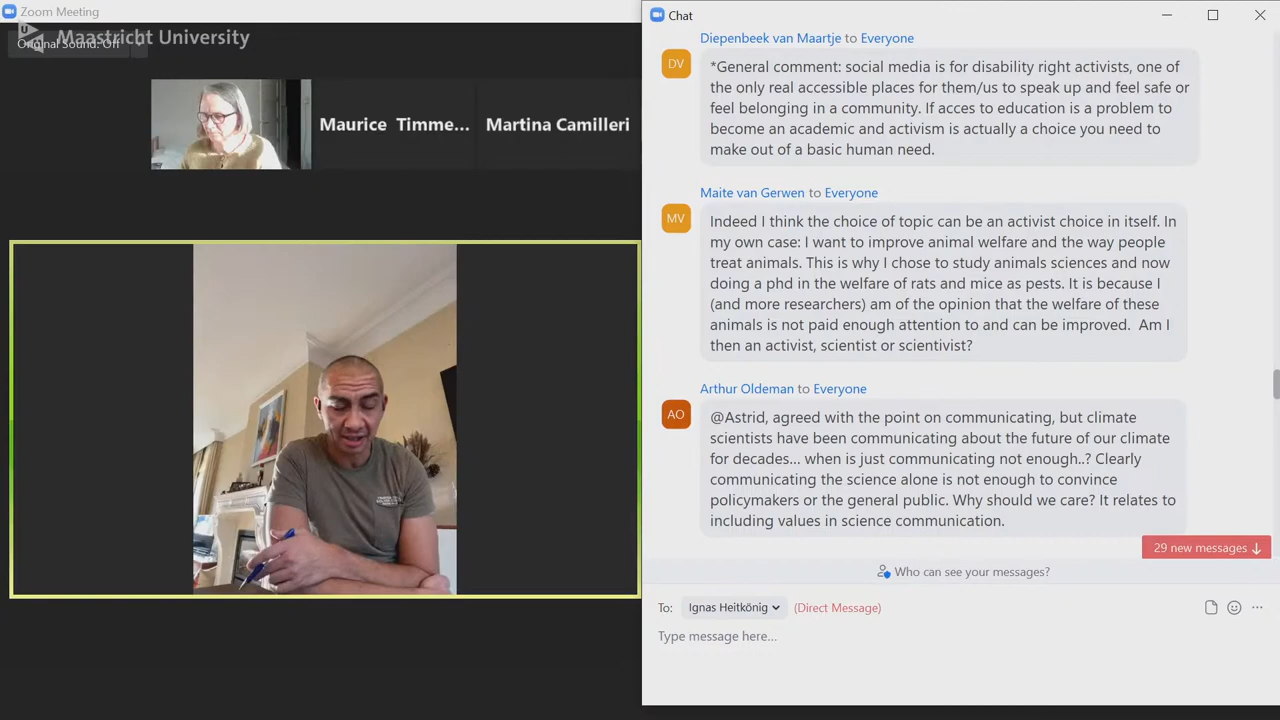 Zoom Meeting
Maastricht University
Original Sound: Off
Maurice Timme...
Martina Camilleri
Chat
Diepenbeek van Maartje to Everyone
DV
*General comment: social media is for disability right activists, one of
the only real accessible places for them/us to speak up and feel safe or
feel belonging in a community. If acces to education is a problem to
become an academic and activism is actually a choice you need to
make out of a basic human need.
Maite van Gerwen to Everyone
MV
Indeed I think the choice of topic can be an activist choice in itself. In
my own case: I want to improve animal welfare and the way people
treat animals. This is why I chose to study animals sciences and now
doing a phd in the welfare of rats and mice as pests. It is because I
(and more researchers) am of the opinion that the welfare of these
animals is not paid enough attention to and can be improved. Am I
then an activist, scientist or scientivist?
Arthur Oldeman to Everyone
AO
@Astrid, agreed with the point on communicating, but climate
scientists have been communicating about the future of our climate
for decades... when is just communicating not enough..? Clearly
communicating the science alone is not enough to convince
policymakers or the general public. Why should we care? It relates to
including values in science communication.
29 new messages
Who can see your messages?
To: Ignas Heitkönig (Direct Message)
Type message here...